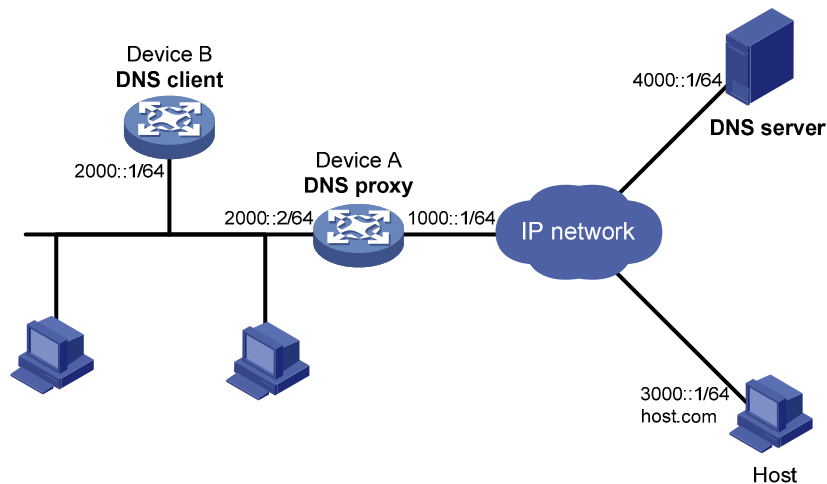 Device B
DNS client
2000::1/64
Device A
DNS proxy
2000::2/64
1000::1/64
IP network
4000::1/64
DNS server
3000::1/64
host.com
Host